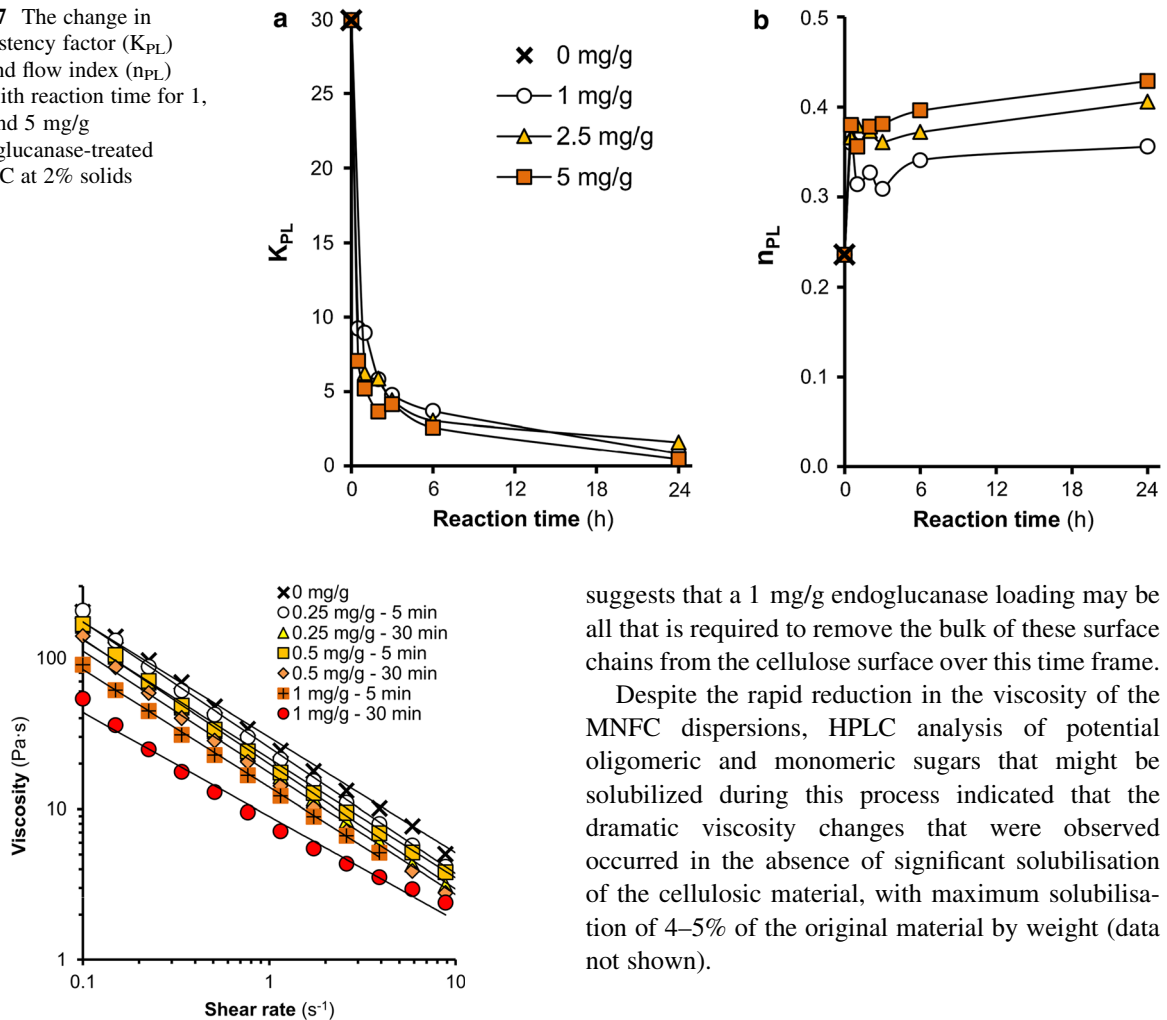 7 The change in
stency factor (KPL)
nd flow index (nPL)
ith reaction time for 1,
nd 5 mg/g
glucanase-treated
C at 2% solids
a
30
25
20
15
10
5
0
KPL
0 mg/g
1 mg/g
2.5 mg/g
5 mg/g
0 6 12 18 24
Reaction time (h)
b
0.5
0.4
0.3
0.2
0.1
0.0
nPL
0 6 12 18 24
Reaction time (h)
100
10
1
Viscosity (Pa·s)
0 mg/g
0.25 mg/g - 5 min
0.25 mg/g - 30 min
0.5 mg/g - 5 min
0.5 mg/g - 30 min
1 mg/g - 5 min
1 mg/g - 30 min
0.1 1 10
Shear rate (s-1)
suggests that a 1 mg/g endoglucanase loading may be
all that is required to remove the bulk of these surface
chains from the cellulose surface over this time frame.
Despite the rapid reduction in the viscosity of the
MNFC dispersions, HPLC analysis of potential
oligomeric and monomeric sugars that might be
solubilized during this process indicated that the
dramatic viscosity changes that were observed
occurred in the absence of significant solubilisation
of the cellulosic material, with maximum solubilisa-
tion of 4–5% of the original material by weight (data
not shown).